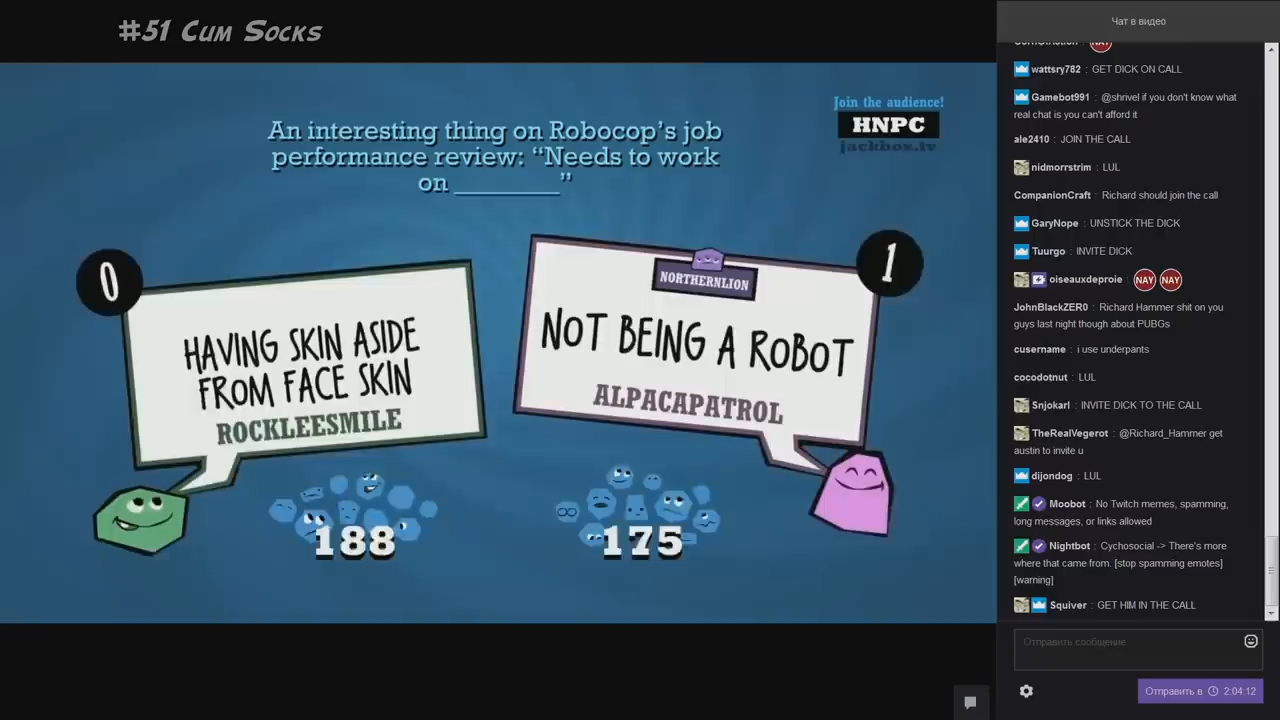 #51 Cum Socks
An interesting thing on Robocop's job
performance review: "Needs to work
on ________"
Join the audience!
HNPC
jackbox.tv
0
HAVING SKIN ASIDE
FROM FACE SKIN
ROCKLEESMILE
188
1
NORTHERNLION
NOT BEING A ROBOT
ALPACAPATROL
175
Чат в видео
NAY
wattsry782 : GET DICK ON CALL
Gamebot991 : @shrivel if you don't know what
real chat is you can't afford it
ale2410 : JOIN THE CALL
nidmorrstrim : LUL
CompanionCraft : Richard should join the call
GaryNope : UNSTICK THE DICK
Tuurgo : INVITE DICK
oiseauxdeproie : NAY NAY
JohnBlackZER0 : Richard Hammer shit on you
guys last night though about PUBGs
cusername : i use underpants
cocodotnut : LUL
Snjokarl : INVITE DICK TO THE CALL
TheRealVegerot : @Richard_Hammer get
austin to invite u
dijondog : LUL
Moobot : No Twitch memes, spamming,
long messages, or links allowed
Nightbot : Cychosocial -> There's more
where that came from. [stop spamming emotes]
[warning]
Squiver : GET HIM IN THE CALL
Отправить сообщение
Отправить в 2:04:12